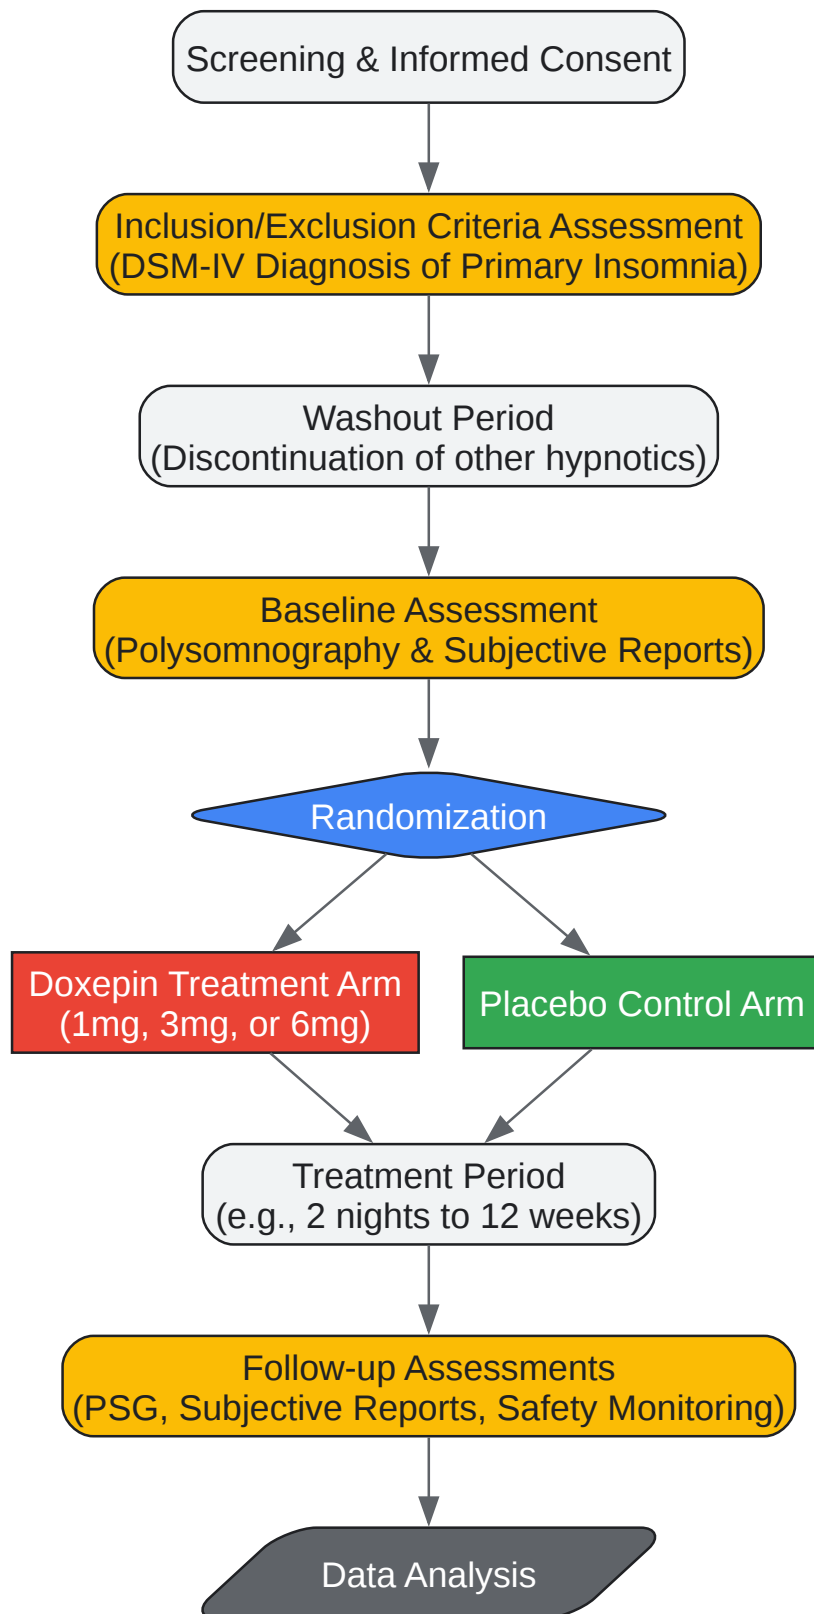 Screening & Informed Consent
Inclusion/Exclusion Criteria Assessment
(DSM-IV Diagnosis of Primary Insomnia)
Washout Period
(Discontinuation of other hypnotics)
Baseline Assessment
(Polysomnography & Subjective Reports)
Randomization
Doxepin Treatment Arm
(1mg, 3mg, or 6mg)
Placebo Control Arm
Treatment Period
(e.g., 2 nights to 12 weeks)
Follow-up Assessments
(PSG, Subjective Reports, Safety Monitoring)
Data Analysis